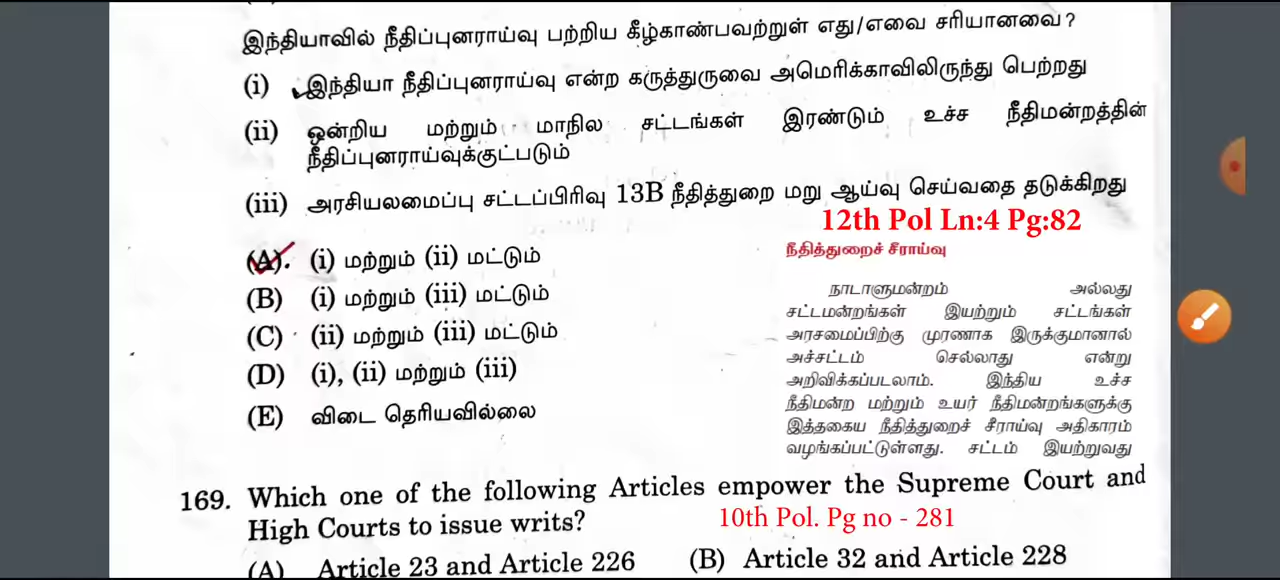 இந்தியாவில் நீதிப்புனராய்வு பற்றிய கீழ்காண்பவற்றுள் எது/எவை சரியானவை?
(i) இந்தியா நீதிப்புனராய்வு என்ற கருத்துருவை அமெரிக்காவிலிருந்து பெற்றது
(ii) ஒன்றிய மற்றும் மாநில சட்டங்கள் இரண்டும் உச்ச நீதிமன்றத்தின்
நீதிப்புனராய்வுக்குட்படும்
(iii) அரசியலமைப்பு சட்டப்பிரிவு 13B நீதித்துறை மறு ஆய்வு செய்வதை தடுக்கிறது
12th Pol Ln:4 Pg:82
(A). (i) மற்றும் (ii) மட்டும்
(B) (i) மற்றும் (iii) மட்டும்
(C) (ii) மற்றும் (iii) மட்டும்
(D) (i), (ii) மற்றும் (iii)
(E) விடை தெரியவில்லை
நீதித்துறைச் சீராய்வு
நாடாளுமன்றம் அல்லது
சட்டமன்றங்கள் இயற்றும் சட்டங்கள்
அரசமைப்பிற்கு முரணாக இருக்குமானால்
அச்சட்டம் செல்லாது என்று
அறிவிக்கப்படலாம். இந்திய உச்ச
நீதிமன்ற மற்றும் உயர் நீதிமன்றங்களுக்கு
இத்தகைய நீதித்துறைச் சீராய்வு அதிகாரம்
வழங்கப்பட்டுள்ளது. சட்டம் இயற்றுவது
169. Which one of the following Articles empower the Supreme Court and
High Courts to issue writs?
10th Pol. Pg no - 281
(A) Article 23 and Article 226 (B) Article 32 and Article 228